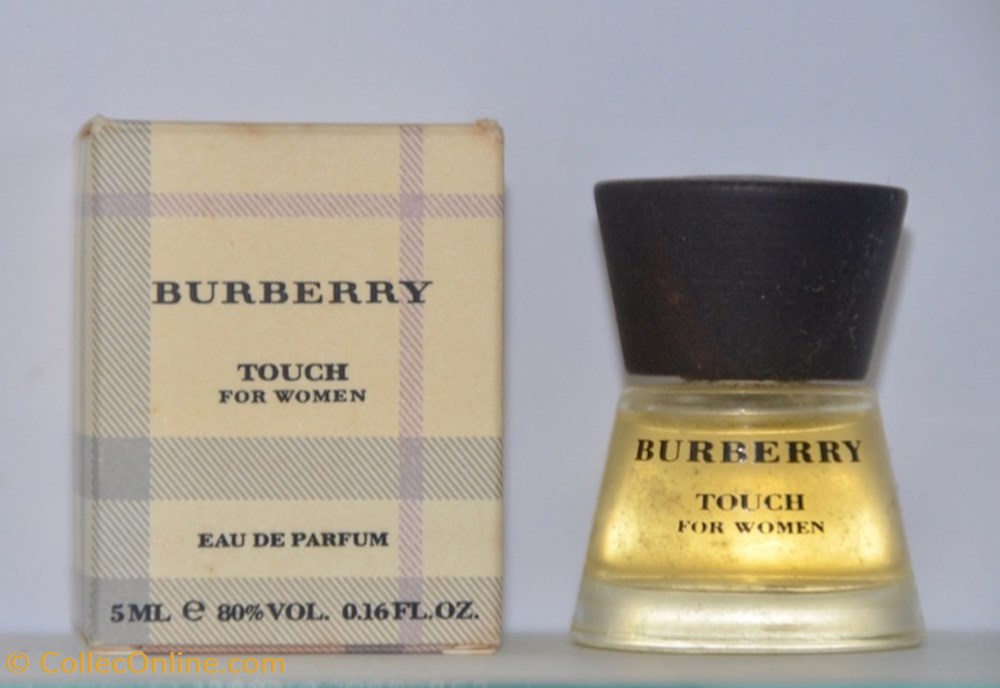 BURBERRY
TOUCH
FOR WOMEN
EAU DE PARFUM
5 ML e 80% VOL. 0.16 FL.OZ.
BURBERRY
TOUCH
FOR WOMEN
© CollecOnline.com